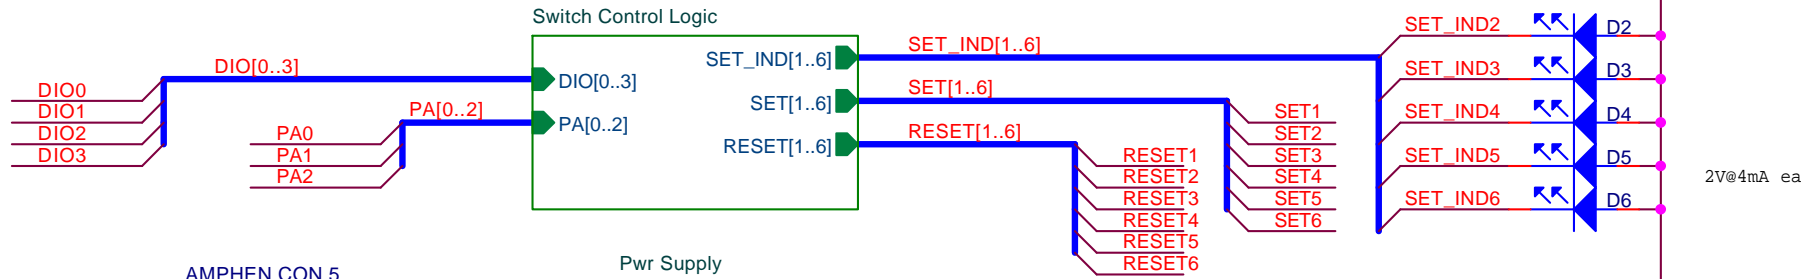 Switch Control Logic
DIO[0..3]
DIO0
DIO1
DIO2
DIO3
PA[0..2]
PA0
PA1
PA2
DIO[0..3]
PA[0..2]
SET_IND[1..6]
SET[1..6]
RESET[1..6]
SET_IND[1..6]
SET[1..6]
RESET[1..6]
RESET1
RESET2
RESET3
RESET4
RESET5
RESET6
SET1
SET2
SET3
SET4
SET5
SET6
SET_IND2
D2
SET_IND3
D3
SET_IND4
D4
SET_IND5
D5
SET_IND6
D6
2V@4mA ea
AMPHEN CON 5
Pwr Supply